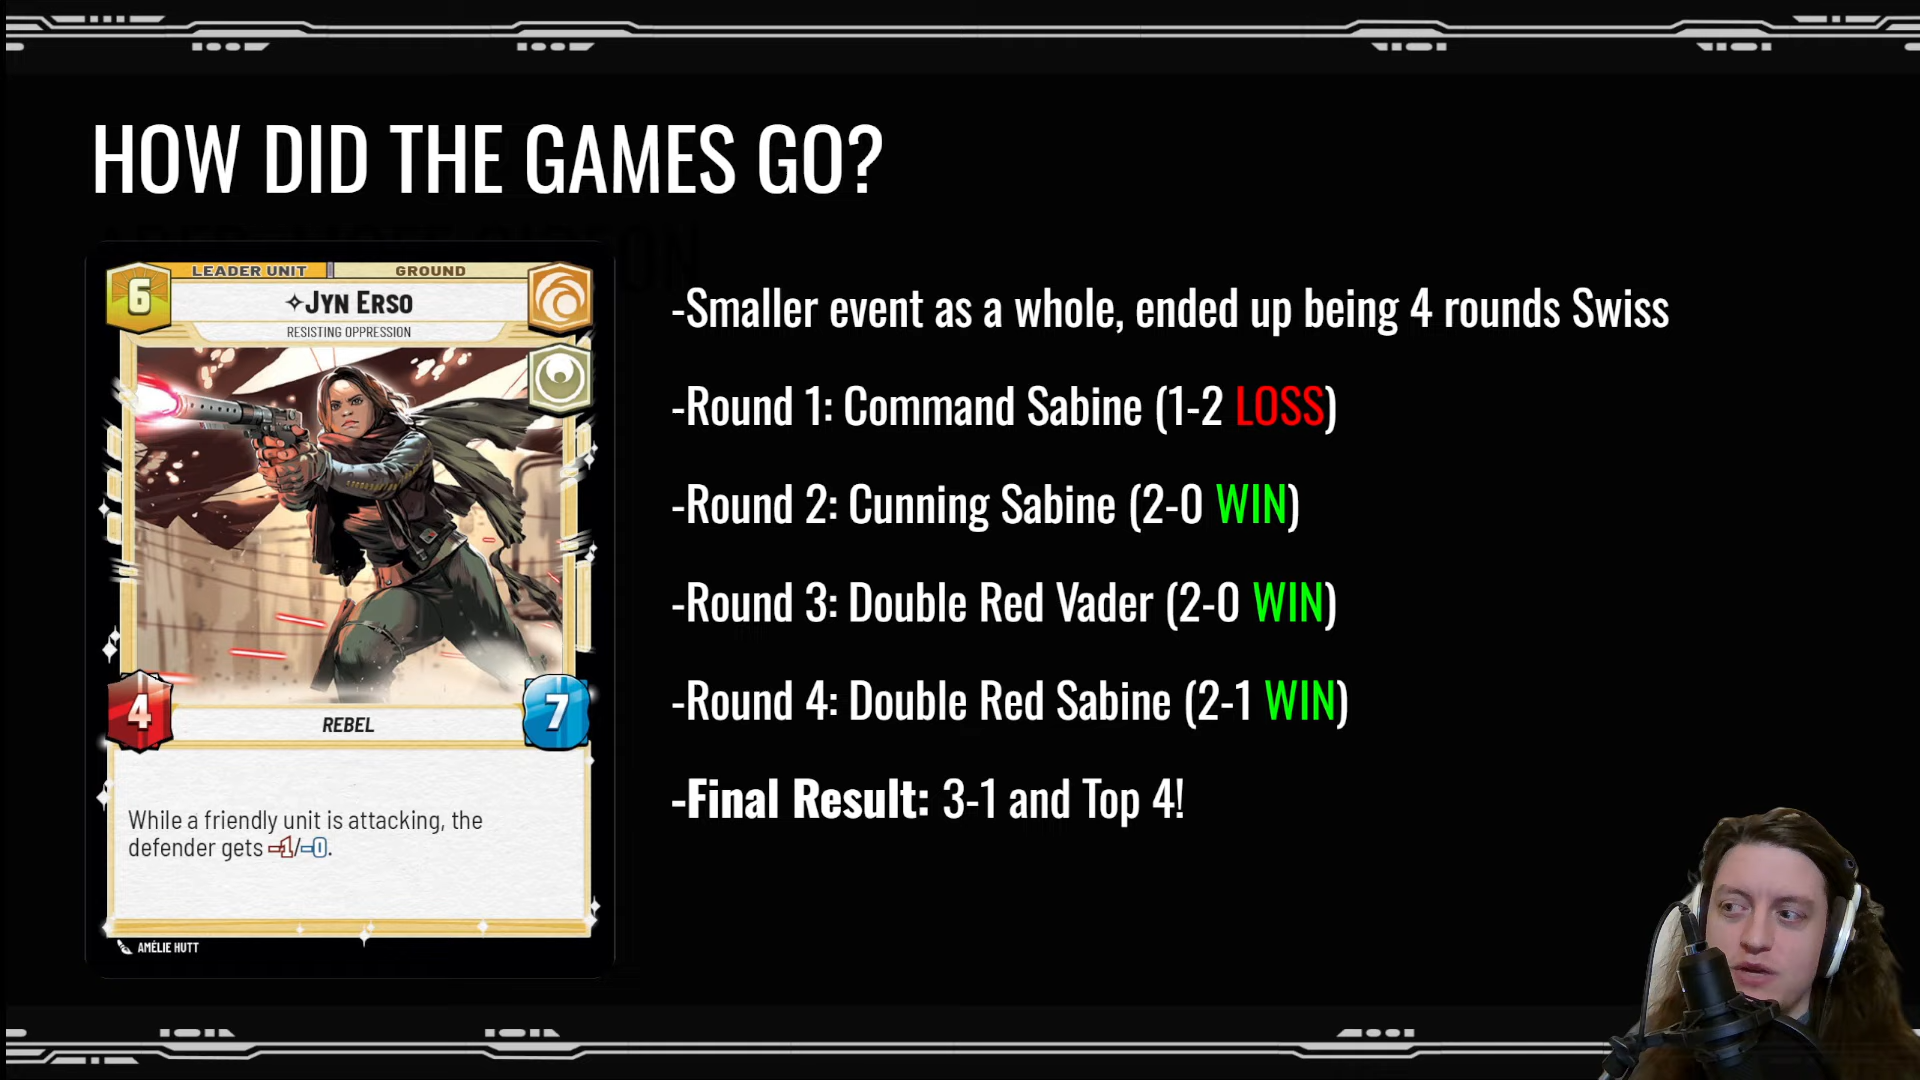 HOW DID THE GAMES GO?
LEADER UNIT
GROUND
6
Jyn Erso
RESISTING OPPRESSION
4
REBEL
7
While a friendly unit is attacking, the
defender gets -1/-0.
AMÉLIE HUTT
-Smaller event as a whole, ended up being 4 rounds Swiss
-Round 1: Command Sabine (1-2 LOSS)
-Round 2: Cunning Sabine (2-0 WIN)
-Round 3: Double Red Vader (2-0 WIN)
-Round 4: Double Red Sabine (2-1 WIN)
-Final Result: 3-1 and Top 4!